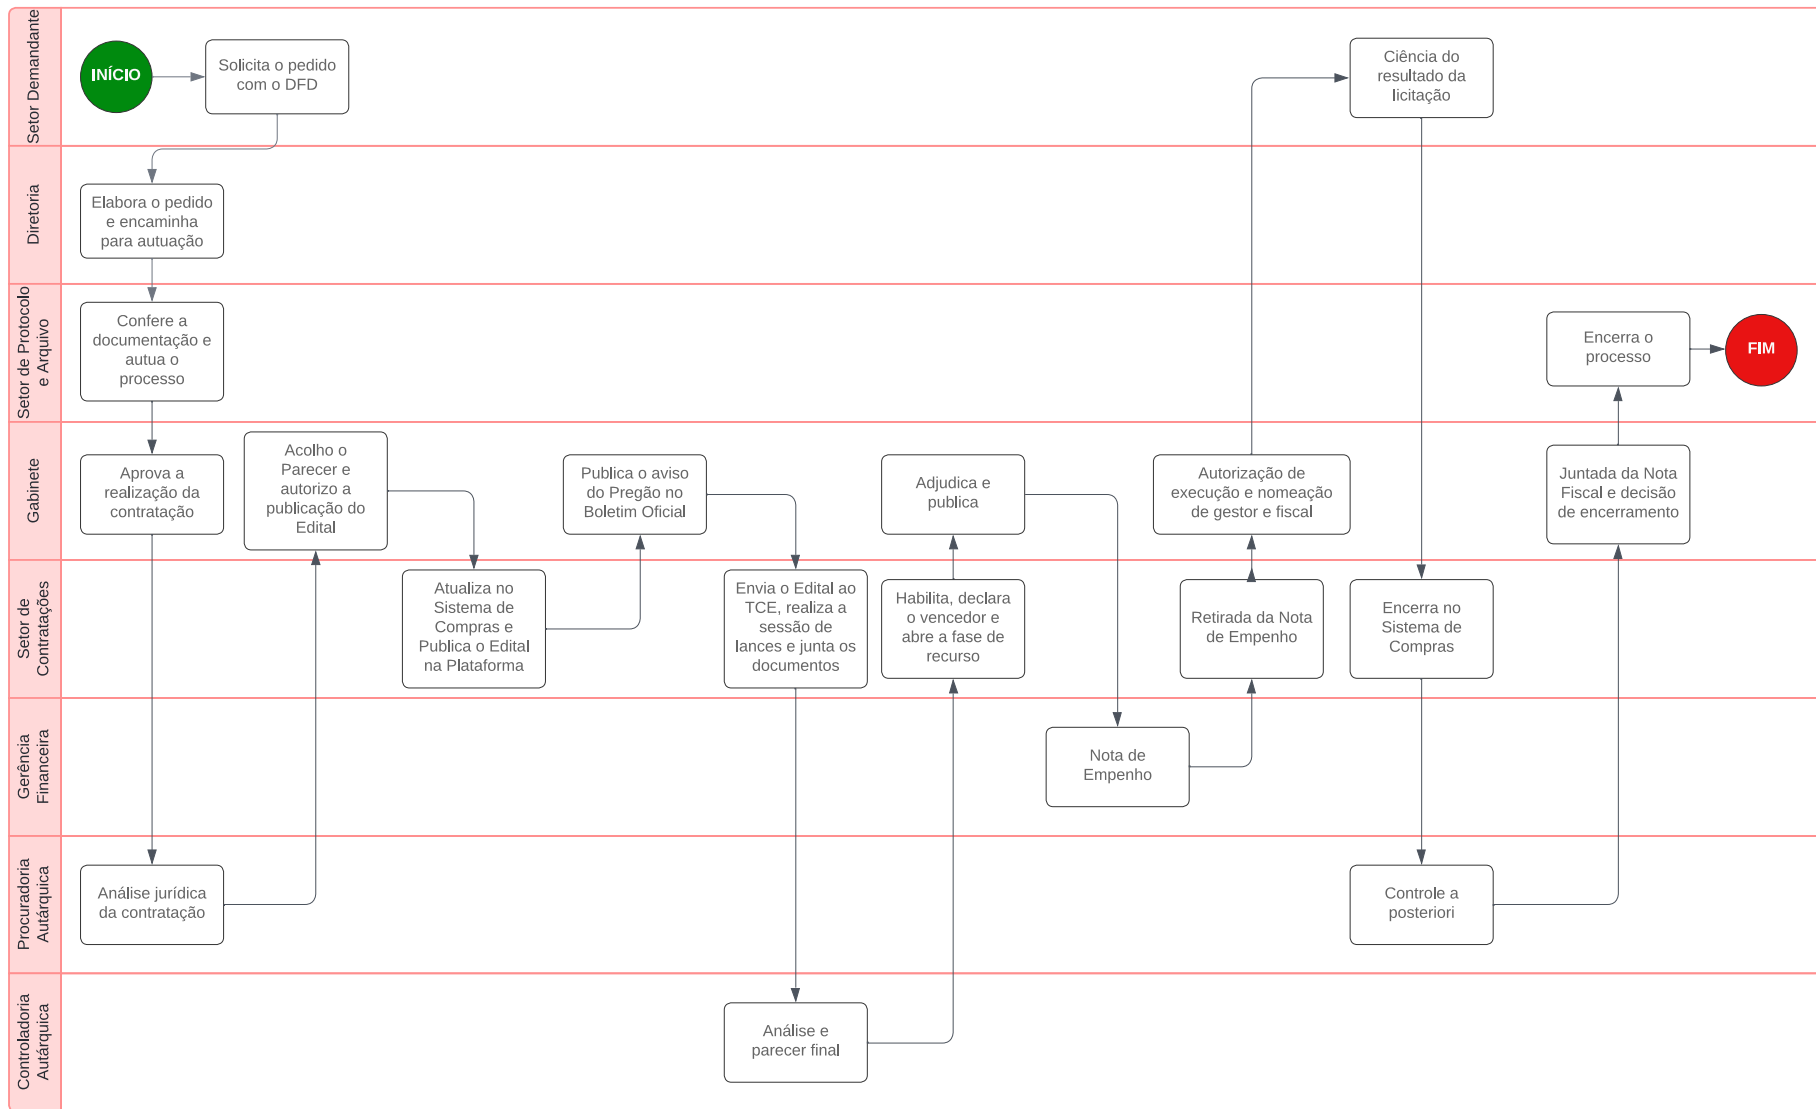 Setor Demandante
INÍCIO
Solicita o pedido
com o DFD
Ciência do
resultado da
licitação
Diretoria
Elabora o pedido
e encaminha
para autuação
Setor de Protocolo
e Arquivo
Confere a
documentação e
autua o
processo
Encerra o
processo
FIM
Gabinete
Aprova a
realização da
contratação
Acolho o
Parecer e
autorizo a
publicação do
Edital
Publica o aviso
do Pregão no
Boletim Oficial
Adjudica e
publica
Autorização de
execução e nomeação
de gestor e fiscal
Juntada da Nota
Fiscal e decisão
de encerramento
Setor de
Contratações
Atualiza no
Sistema de
Compras e
Publica o Edital
na Plataforma
Envia o Edital ao
TCE, realiza a
sessão de
lances e junta os
documentos
Habilita, declara
o vencedor e
abre a fase de
recurso
Retirada da Nota
de Empenho
Encerra no
Sistema de
Compras
Gerência
Financeira
Nota de
Empenho
Procuradoria
Autárquica
Análise jurídica
da contratação
Controle a
posteriori
Controladoria
Autárquica
Análise e
parecer final